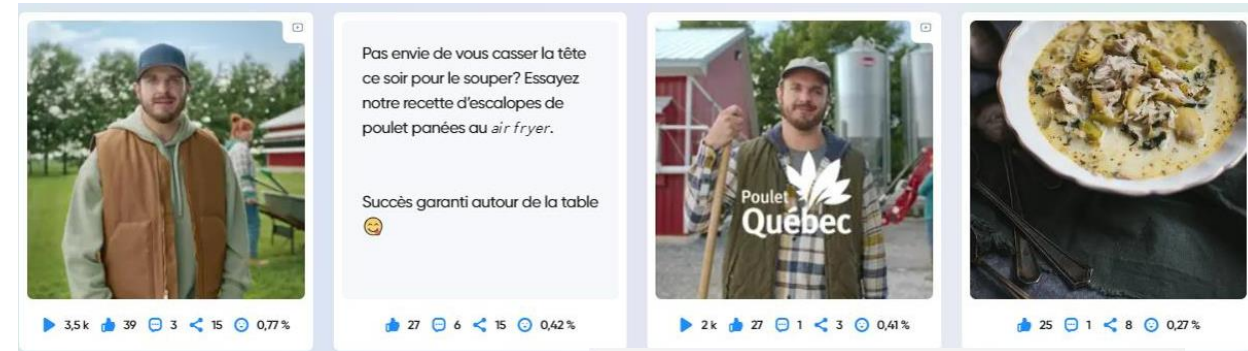 Pas envie de vous casser la tête
ce soir pour le souper? Essayez
notre recette d'escalopes de
poulet panées au air fryer.
Succès garanti autour de la table
😋
Poulet
Québec
3,5 k 39 3 15 0,77 %
27 6 15 0,42 %
2 k 27 1 3 0,41 %
25 1 8 0,27 %